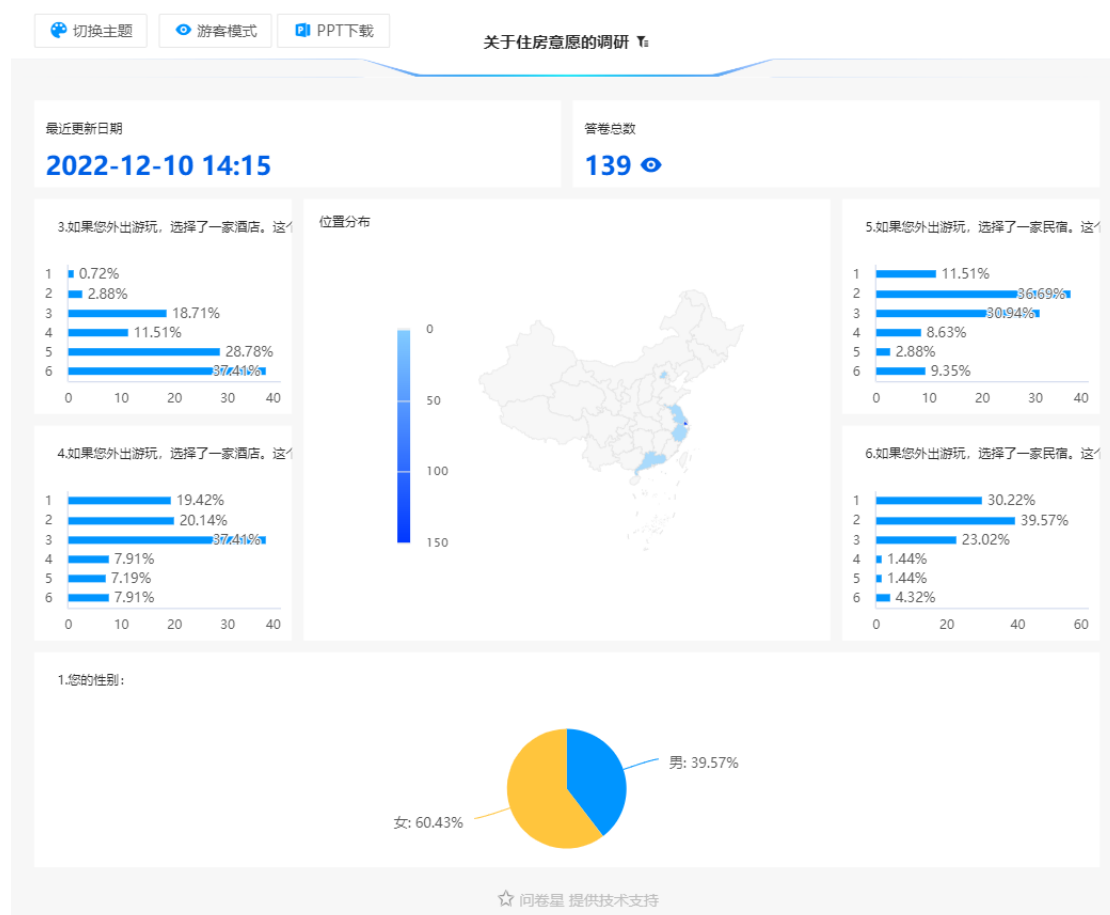 切换主题
游客模式
PPT下载
关于住房意愿的调研
最近更新日期
2022-12-10 14:15
答卷总数
139
3.如果您外出游玩，选择了一家酒店。这个
1 0.72%
2 2.88%
3 18.71%
4 11.51%
5 28.78%
6 37.41%
0 10 20 30 40
4.如果您外出游玩，选择了一家酒店。这个
1 19.42%
2 20.14%
3 37.41%
4 7.91%
5 7.19%
6 7.91%
0 10 20 30 40
位置分布
0
50
100
150
5.如果您外出游玩，选择了一家民宿。这个
1 11.51%
2 36.69%
3 30.94%
4 8.63%
5 2.88%
6 9.35%
0 10 20 30 40
6.如果您外出游玩，选择了一家民宿。这个
1 30.22%
2 39.57%
3 23.02%
4 1.44%
5 1.44%
6 4.32%
0 20 40 60
1.您的性别：
男: 39.57%
女: 60.43%
问卷星 提供技术支持